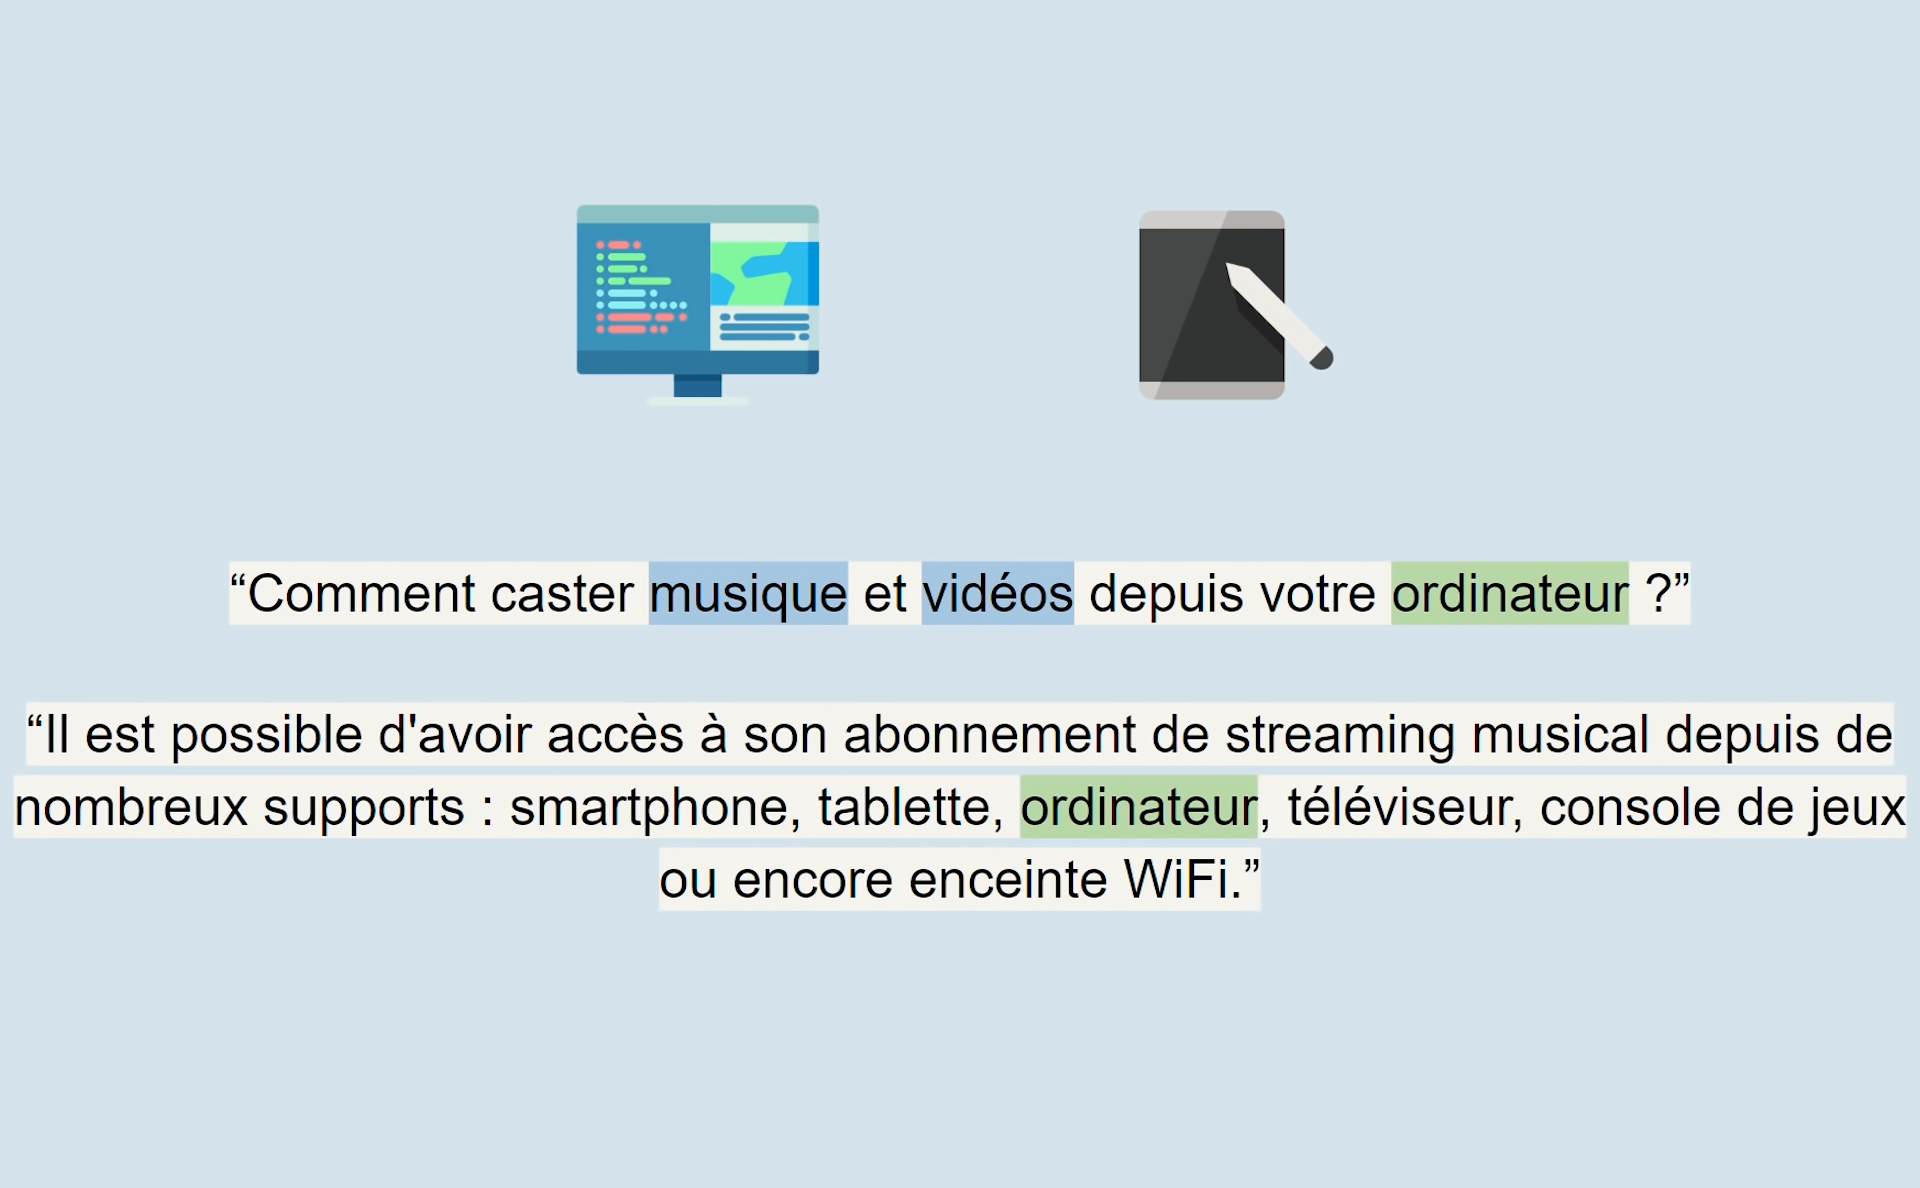 “Comment caster musique et vidéos depuis votre ordinateur ?”
“Il est possible d'avoir accès à son abonnement de streaming musical depuis de
nombreux supports : smartphone, tablette, ordinateur, téléviseur, console de jeux
ou encore enceinte WiFi.”